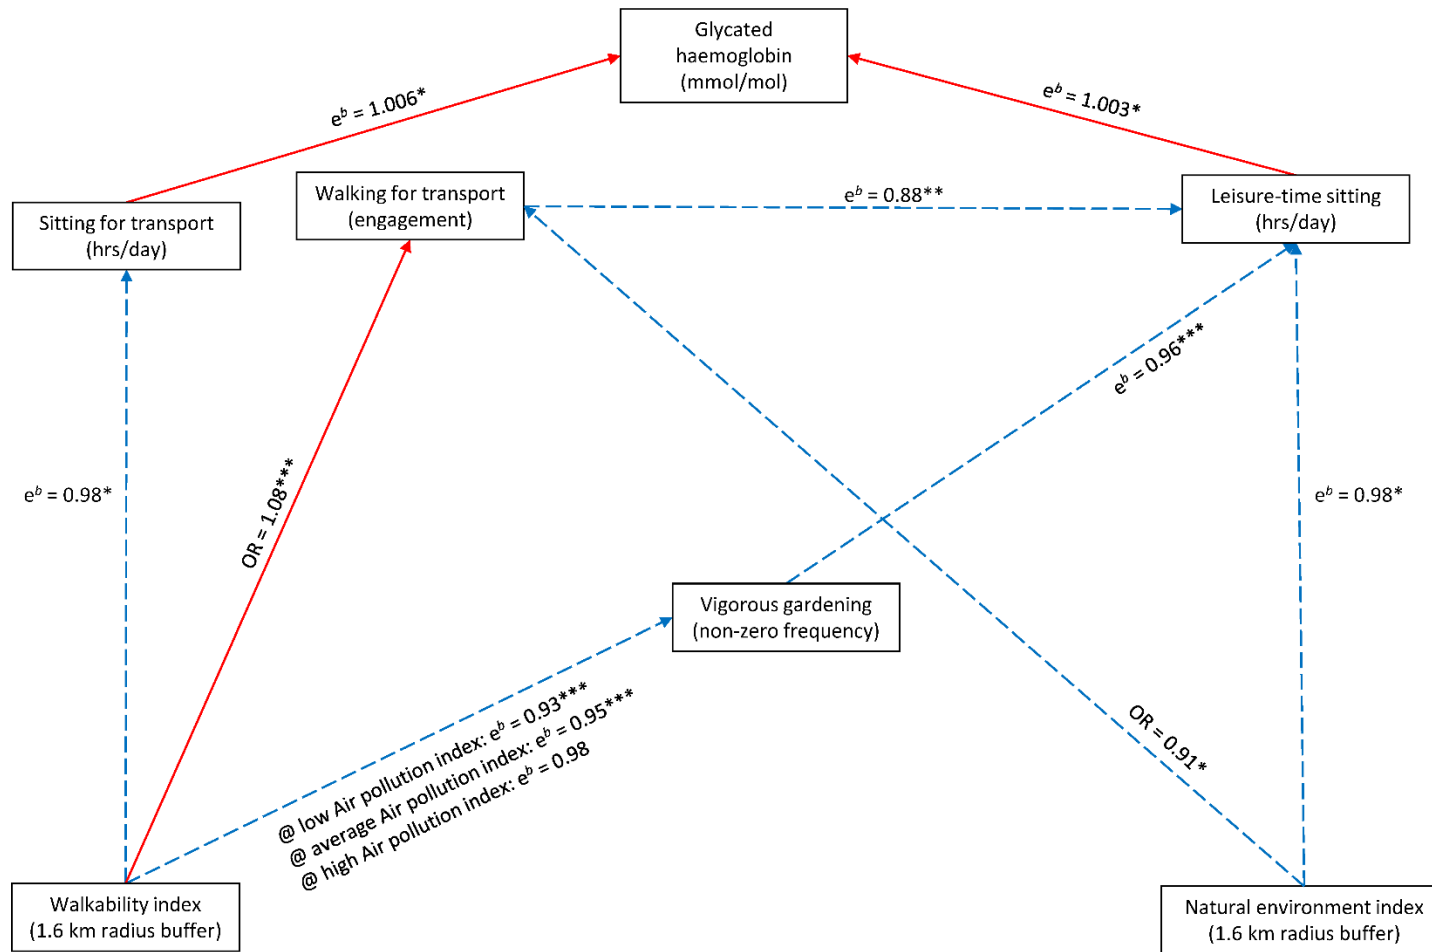 Glycated
haemoglobin
(mmol/mol)
e^b = 1.006*
e^b = 1.003*
Sitting for transport
(hrs/day)
Walking for transport
(engagement)
e^b = 0.88**
Leisure-time sitting
(hrs/day)
e^b = 0.96***
e^b = 0.98*
OR = 1.08***
e^b = 0.98*
Vigorous gardening
(non-zero frequency)
@ low Air pollution index: e^b = 0.93***
@ average Air pollution index: e^b = 0.95***
@ high Air pollution index: e^b = 0.98
OR = 0.91*
Walkability index
(1.6 km radius buffer)
Natural environment index
(1.6 km radius buffer)